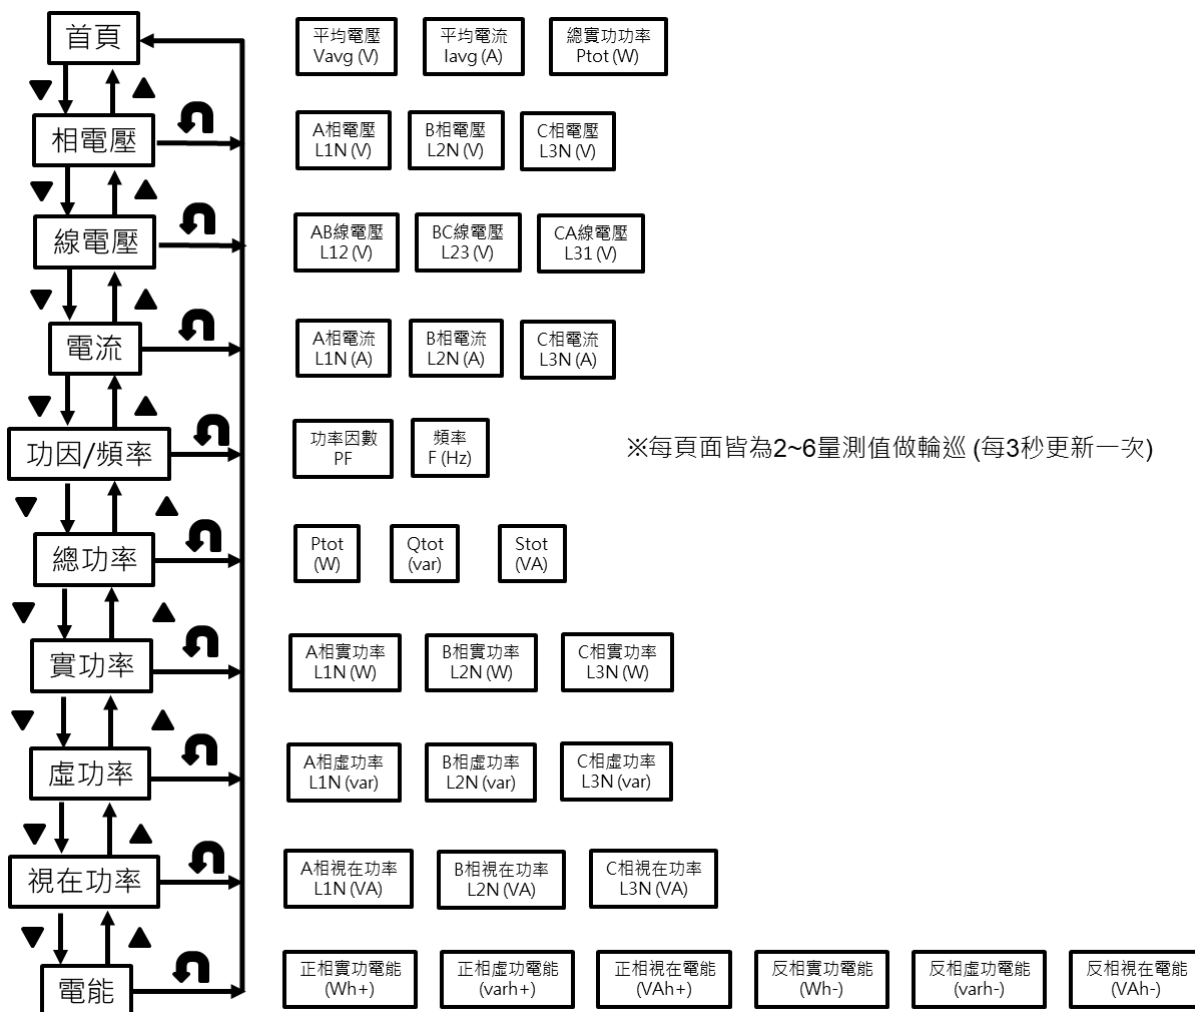 首頁
平均電壓
Vavg (V)
平均電流
Iavg (A)
總實功功率
Ptot (W)
相電壓
A相電壓
L1N (V)
B相電壓
L2N (V)
C相電壓
L3N (V)
線電壓
AB線電壓
L12 (V)
BC線電壓
L23 (V)
CA線電壓
L31 (V)
電流
A相電流
L1N (A)
B相電流
L2N (A)
C相電流
L3N (A)
功因/頻率
功率因數
PF
頻率
F (Hz)
※每頁面皆為2~6量測值做輪巡 (每3秒更新一次)
總功率
Ptot
(W)
Qtot
(var)
Stot
(VA)
實功率
A相實功率
L1N (W)
B相實功率
L2N (W)
C相實功率
L3N (W)
虛功率
A相虛功率
L1N (var)
B相虛功率
L2N (var)
C相虛功率
L3N (var)
視在功率
A相視在功率
L1N (VA)
B相視在功率
L2N (VA)
C相視在功率
L3N (VA)
電能
正相實功電能
(Wh+)
正相虛功電能
(varh+)
正相視在電能
(VAh+)
反相實功電能
(Wh-)
反相虛功電能
(varh-)
反相視在電能
(VAh-)